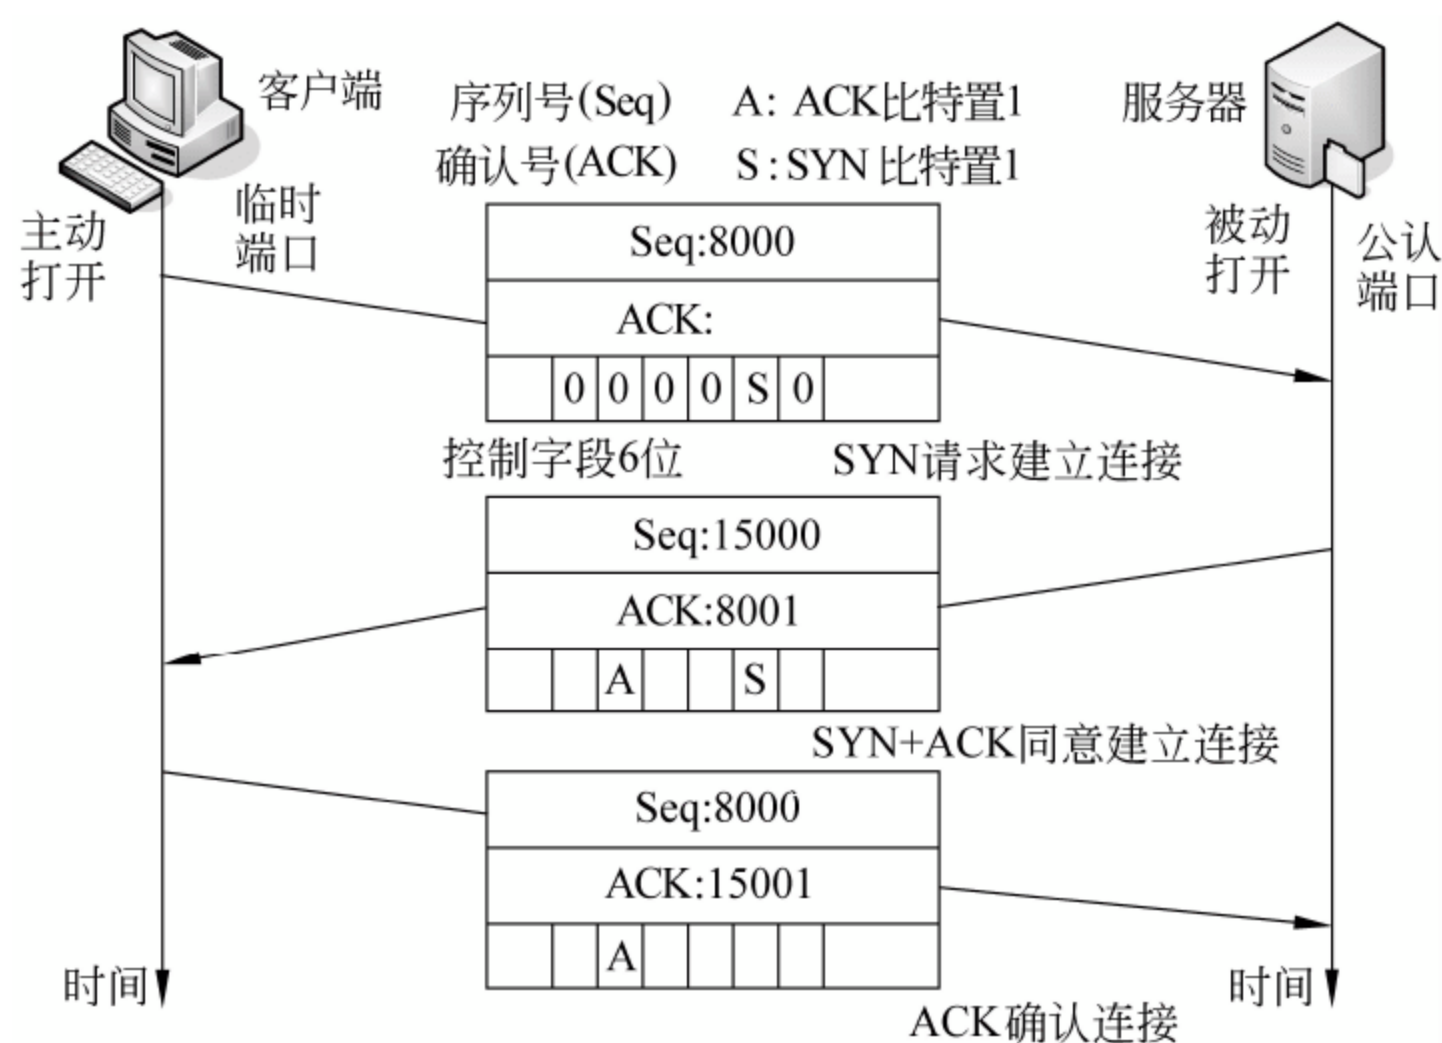 客户端
序列号(Seq) A: ACK比特置1
服务器
确认号(ACK) S:SYN 比特置1
主动
打开
临时
端口
被动
打开
公认
端口
Seq:8000
ACK:
0 0 0 0 S 0
控制字段6位 SYN请求建立连接
Seq:15000
ACK:8001
A S
SYN+ACK同意建立连接
Seq:8000
ACK:15001
A
时间
时间
ACK确认连接